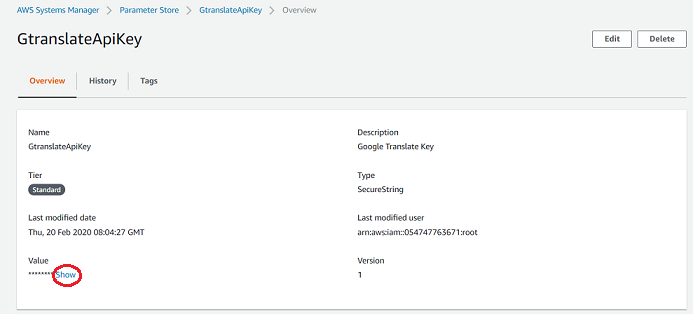 AWS Systems Manager > Parameter Store > GtranslateApiKey > Overview
GtranslateApiKey
Edit Delete
Overview History Tags
Name Description
GtranslateApiKey Google Translate Key
Tier Type
Standard SecureString
Last modified date Last modified user
Thu, 20 Feb 2020 08:04:27 GMT arn:aws:iam::054747763671:root
Value Version
******** Show 1